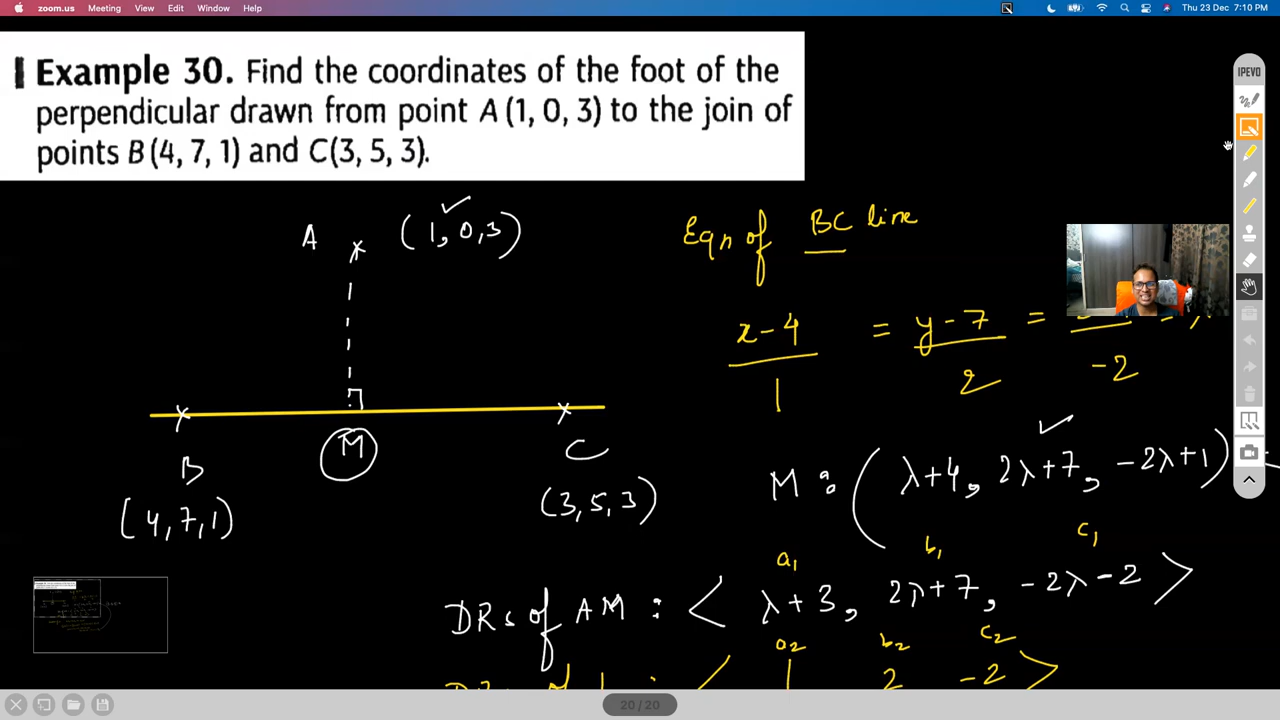 zoom.us Meeting View Edit Window Help Thu 23 Dec 7:10 PM
IPEVO
Example 30. Find the coordinates of the foot of the
perpendicular drawn from point A (1, 0, 3) to the join of
points B (4, 7, 1) and C(3, 5, 3).
A (1, 0, 3)
Eqn of BC line
x-4 = y-7 =
1 2 -2
B M C
(4, 7, 1) (3, 5, 3)
M : (λ+4, 2λ+7, -2λ+1)
a1 b1 c1
DRs of AM : < λ+3, 2λ+7, -2λ-2 >
a2 b2 c2
DRs of : < 1 2 -2 >
20 / 20